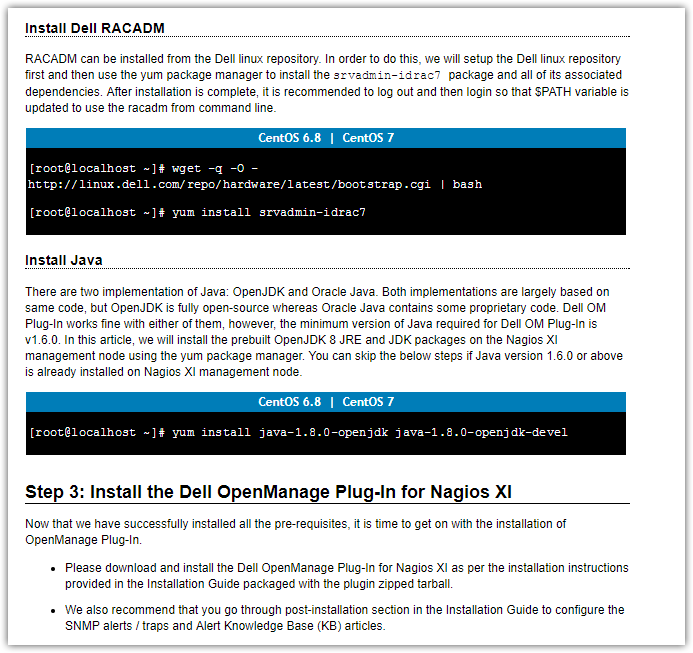 Install Dell RACADM
RACADM can be installed from the Dell linux repository. In order to do this, we will setup the Dell linux repository
first and then use the yum package manager to install the srvadmin-idrac7 package and all of its associated
dependencies. After installation is complete, it is recommended to log out and then login so that $PATH variable is
updated to use the racadm from command line.
CentOS 6.8 | CentOS 7
[root@localhost ~]# wget -q -O -
http://linux.dell.com/repo/hardware/latest/bootstrap.cgi | bash
[root@localhost ~]# yum install srvadmin-idrac7
Install Java
There are two implementation of Java: OpenJDK and Oracle Java. Both implementations are largely based on
same code, but OpenJDK is fully open-source whereas Oracle Java contains some proprietary code. Dell OM
Plug-In works fine with either of them, however, the minimum version of Java required for Dell OM Plug-In is
v1.6.0. In this article, we will install the prebuilt OpenJDK 8 JRE and JDK packages on the Nagios XI
management node using the yum package manager. You can skip the below steps if Java version 1.6.0 or above
is already installed on Nagios XI management node.
CentOS 6.8 | CentOS 7
[root@localhost ~]# yum install java-1.8.0-openjdk java-1.8.0-openjdk-devel
Step 3: Install the Dell OpenManage Plug-In for Nagios XI
Now that we have successfully installed all the pre-requisites, it is time to get on with the installation of
OpenManage Plug-In.
• Please download and install the Dell OpenManage Plug-In for Nagios XI as per the installation instructions
provided in the Installation Guide packaged with the plugin zipped tarball.
• We also recommend that you go through post-installation section in the Installation Guide to configure the
SNMP alerts / traps and Alert Knowledge Base (KB) articles.